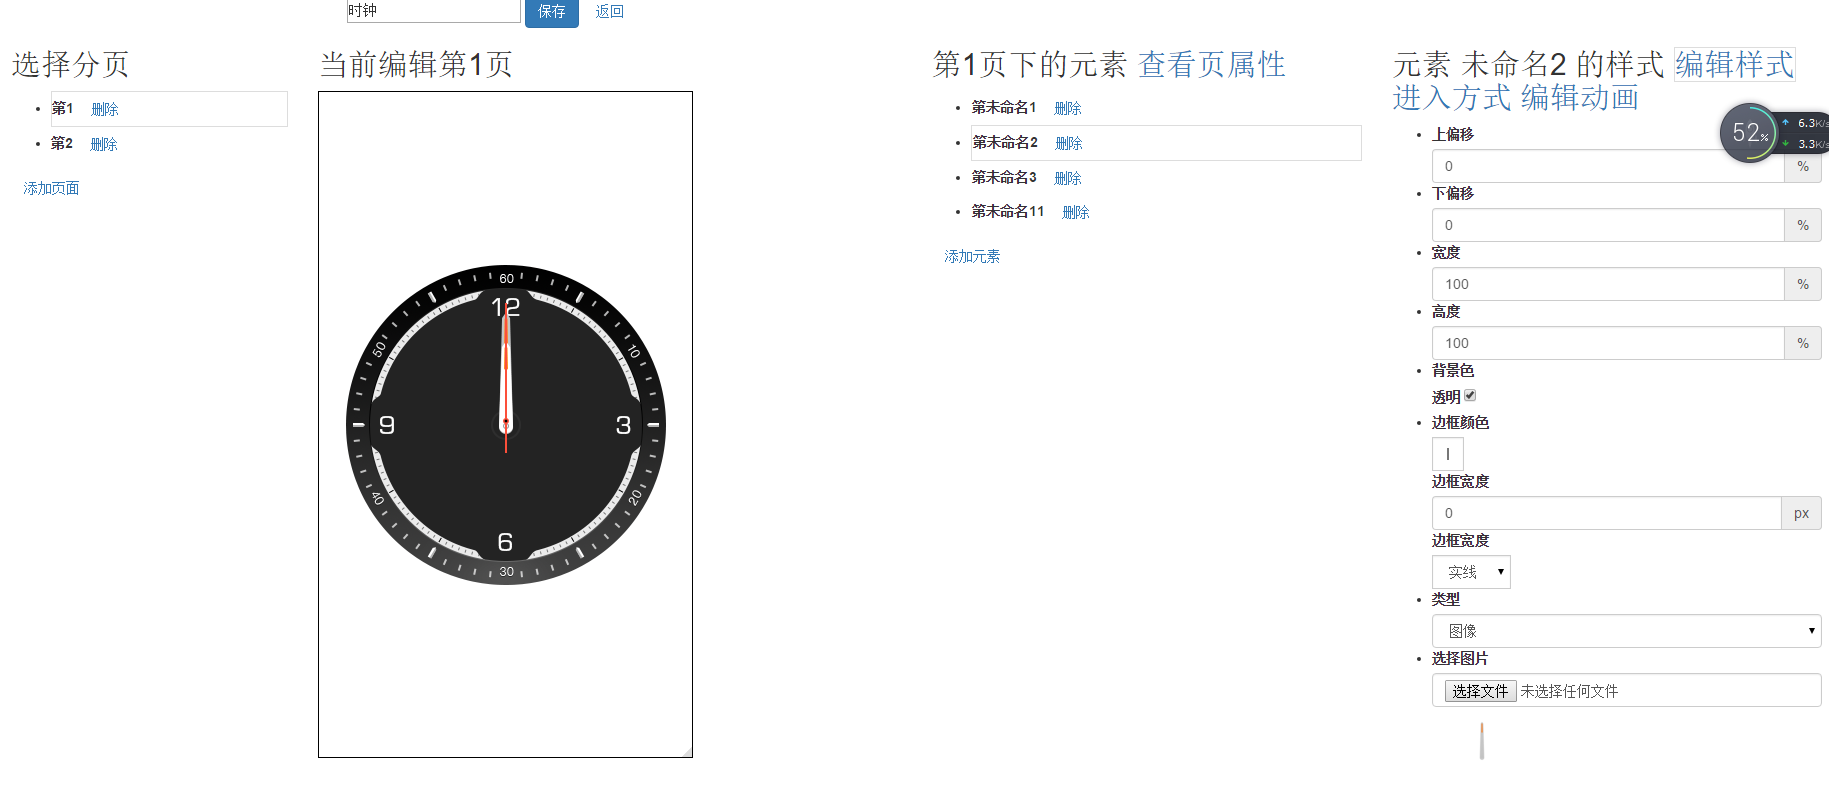 时钟 保存 返回
选择分页
第1 删除
第2 删除
添加页面
当前编辑第1页
60
12
50
10
9
3
40
20
6
30
第1页下的元素 查看页属性
第未命名1 删除
第未命名2 删除
第未命名3 删除
第未命名11 删除
添加元素
元素 未命名2 的样式 编辑样式
进入方式 编辑动画
52%
6.3K/s
3.3K/s
上偏移
0 %
下偏移
0 %
宽度
100 %
高度
100 %
背景色
透明
边框颜色
I
边框宽度
0 px
边框宽度
实线
类型
图像
选择图片
选择文件 未选择任何文件